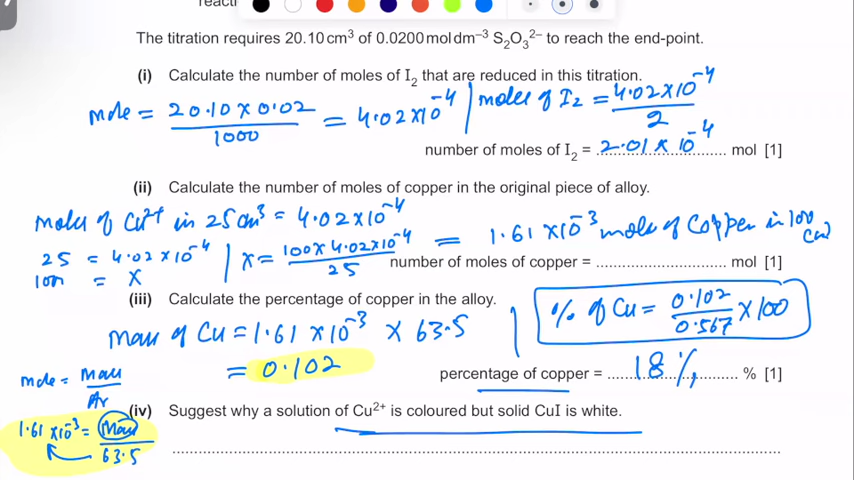 reacti
The titration requires 20.10 cm³ of 0.0200 mol dm⁻³ S₂O₃²⁻ to reach the end-point.
(i) Calculate the number of moles of I₂ that are reduced in this titration.
mole = 20.10 × 0.02 / 1000 = 4.02 × 10⁻⁴ | moles of I₂ = 4.02 × 10⁻⁴ / 2
number of moles of I₂ = 2.01 × 10⁻⁴ mol [1]
(ii) Calculate the number of moles of copper in the original piece of alloy.
moles of Cu²⁺ in 25 cm³ = 4.02 × 10⁻⁴
25 = 4.02 × 10⁻⁴ | x = 100 × 4.02 × 10⁻⁴ / 25 = 1.61 × 10⁻³ moles of Copper in 100
100 = x
number of moles of copper = .............................. mol [1]
(iii) Calculate the percentage of copper in the alloy.
Mass of Cu = 1.61 × 10⁻³ × 63.5
= 0.102
% of Cu = 0.102 / 0.567 × 100
percentage of copper = 18 % % [1]
mole = Mass / Ar
1.61 × 10⁻³ = Mass / 63.5
(iv) Suggest why a solution of Cu²⁺ is coloured but solid CuI is white.